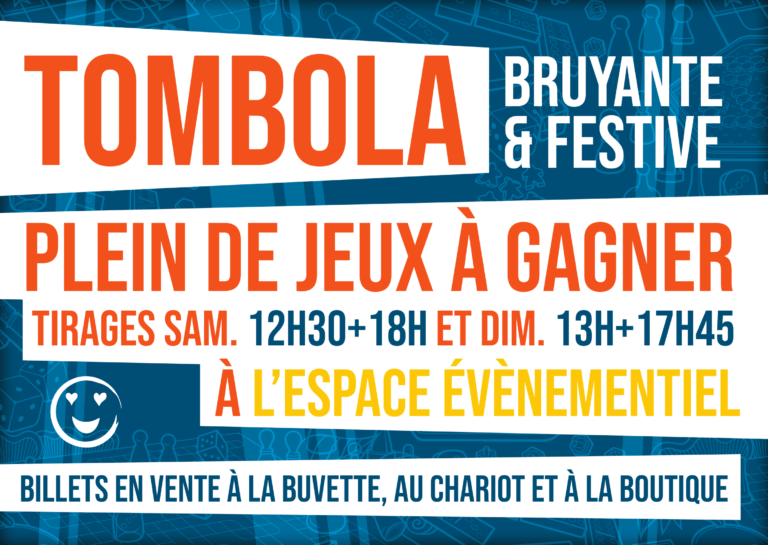 TOMBOLA
BRUYANTE
& FESTIVE
PLEIN DE JEUX À GAGNER
TIRAGES SAM. 12H30+18H ET DIM. 13H+17H45
À L'ESPACE ÉVÈNEMENTIEL
BILLETS EN VENTE À LA BUVETTE, AU CHARIOT ET À LA BOUTIQUE